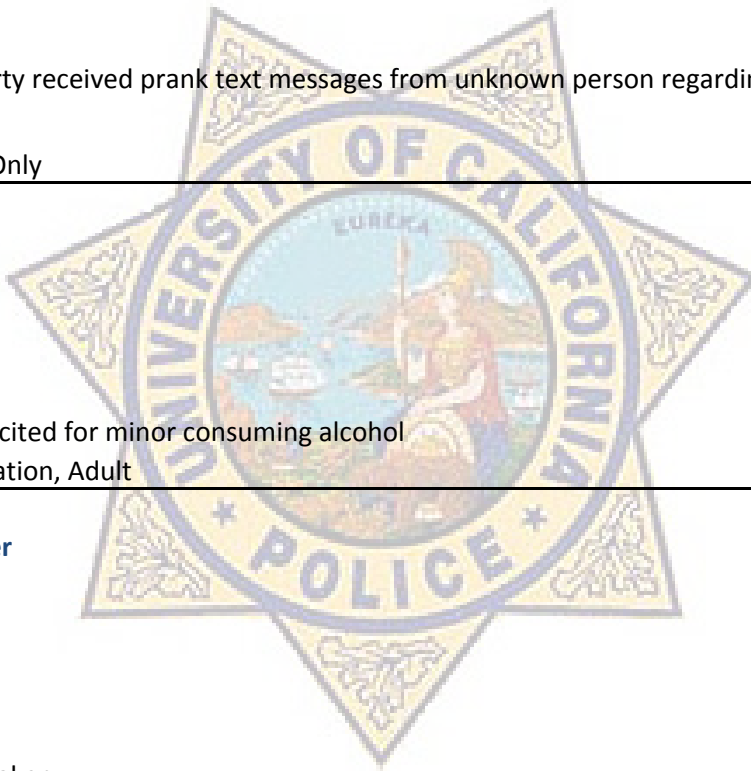 rty received prank text messages from unknown person regardin
Only
UNIVERSITY OF CALIFORNIA
EUREKA
cited for minor consuming alcohol
ation, Adult
POLICE
er